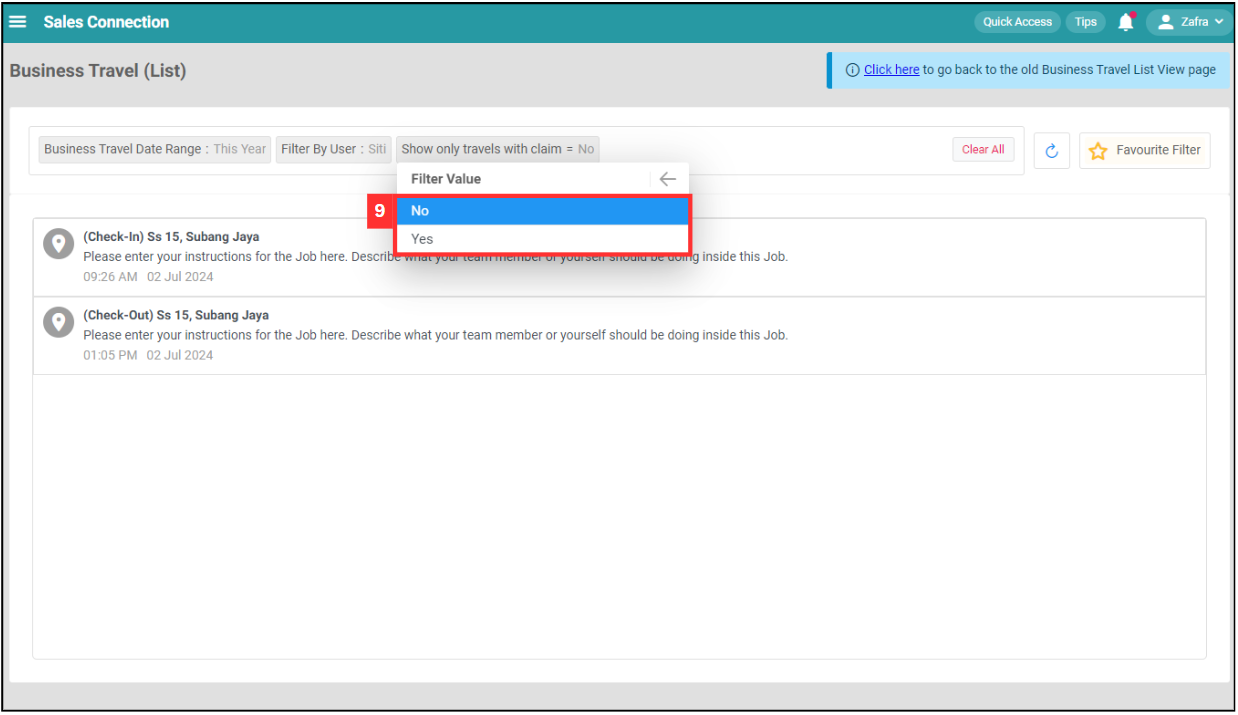 Sales Connection
Quick Access Tips Zafra
Business Travel (List)
Click here to go back to the old Business Travel List View page
Business Travel Date Range : This Year Filter By User : Siti Show only travels with claim = No Clear All Favourite Filter
Filter Value
9 No
Yes
(Check-In) Ss 15, Subang Jaya
Please enter your instructions for the Job here. Describe what your team member or yourself should be doing inside this Job.
09:26 AM 02 Jul 2024
(Check-Out) Ss 15, Subang Jaya
Please enter your instructions for the Job here. Describe what your team member or yourself should be doing inside this Job.
01:05 PM 02 Jul 2024